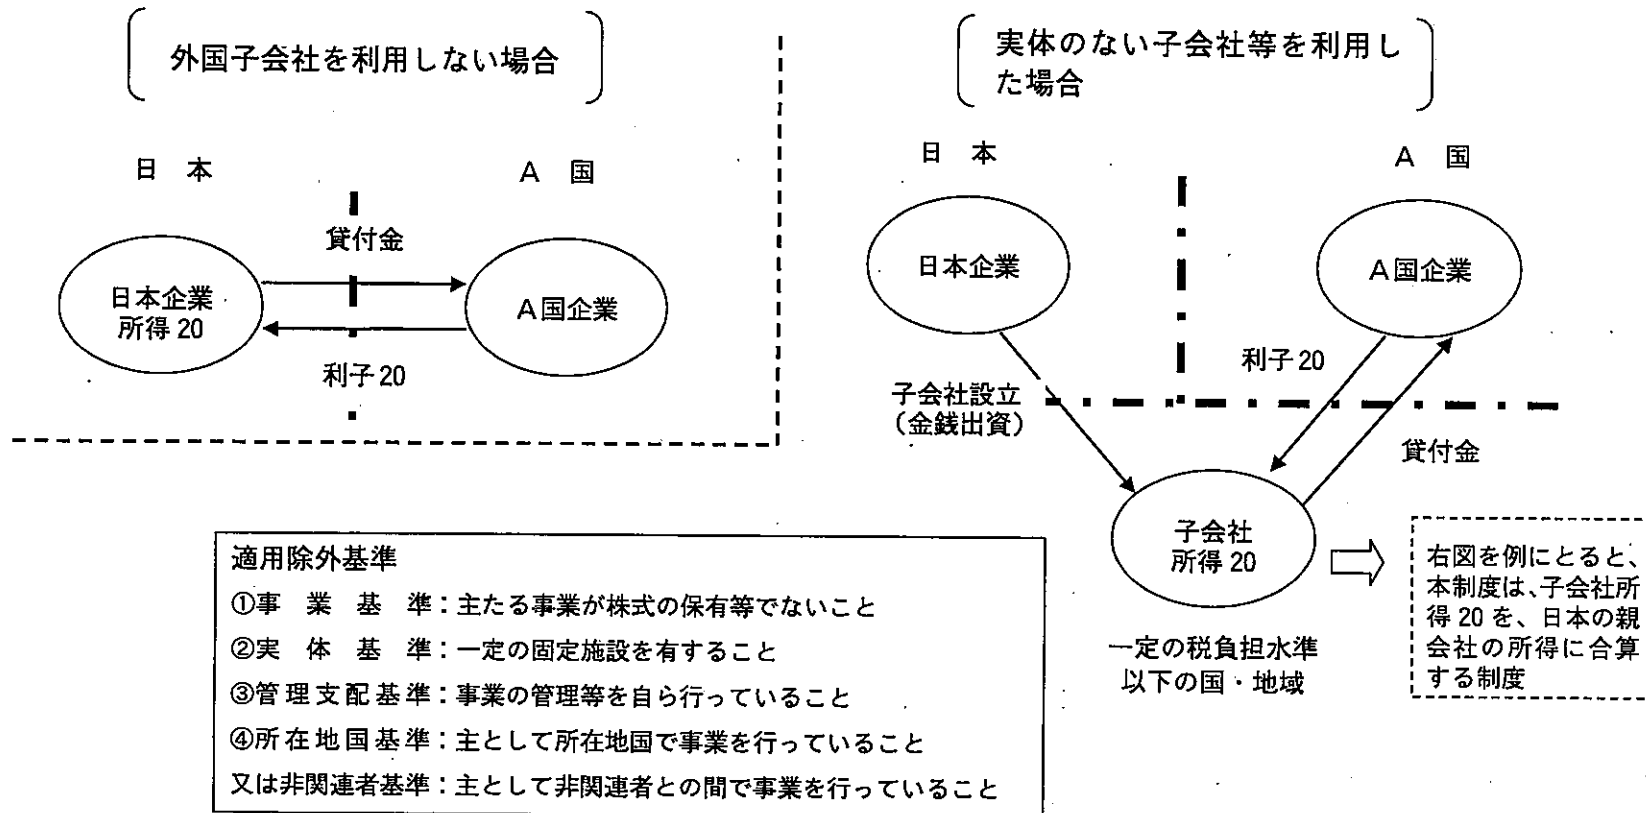 外国子会社を利用しない場合
日本
A国
貸付金
日本企業
所得20
A国企業
利子20
実体のない子会社等を利用し
た場合
日本
A国
日本企業
A国企業
利子20
子会社設立
（金銭出資）
貸付金
子会社
所得20
一定の税負担水準
以下の国・地域
右図を例にとると、
本制度は、子会社所
得20を、日本の親
会社の所得に合算
する制度
適用除外基準
①事業基準：主たる事業が株式の保有等でないこと
②実体基準：一定の固定施設を有すること
③管理支配基準：事業の管理等を自ら行っていること
④所在地国基準：主として所在地国で事業を行っていること
又は非関連者基準：主として非関連者との間で事業を行っていること